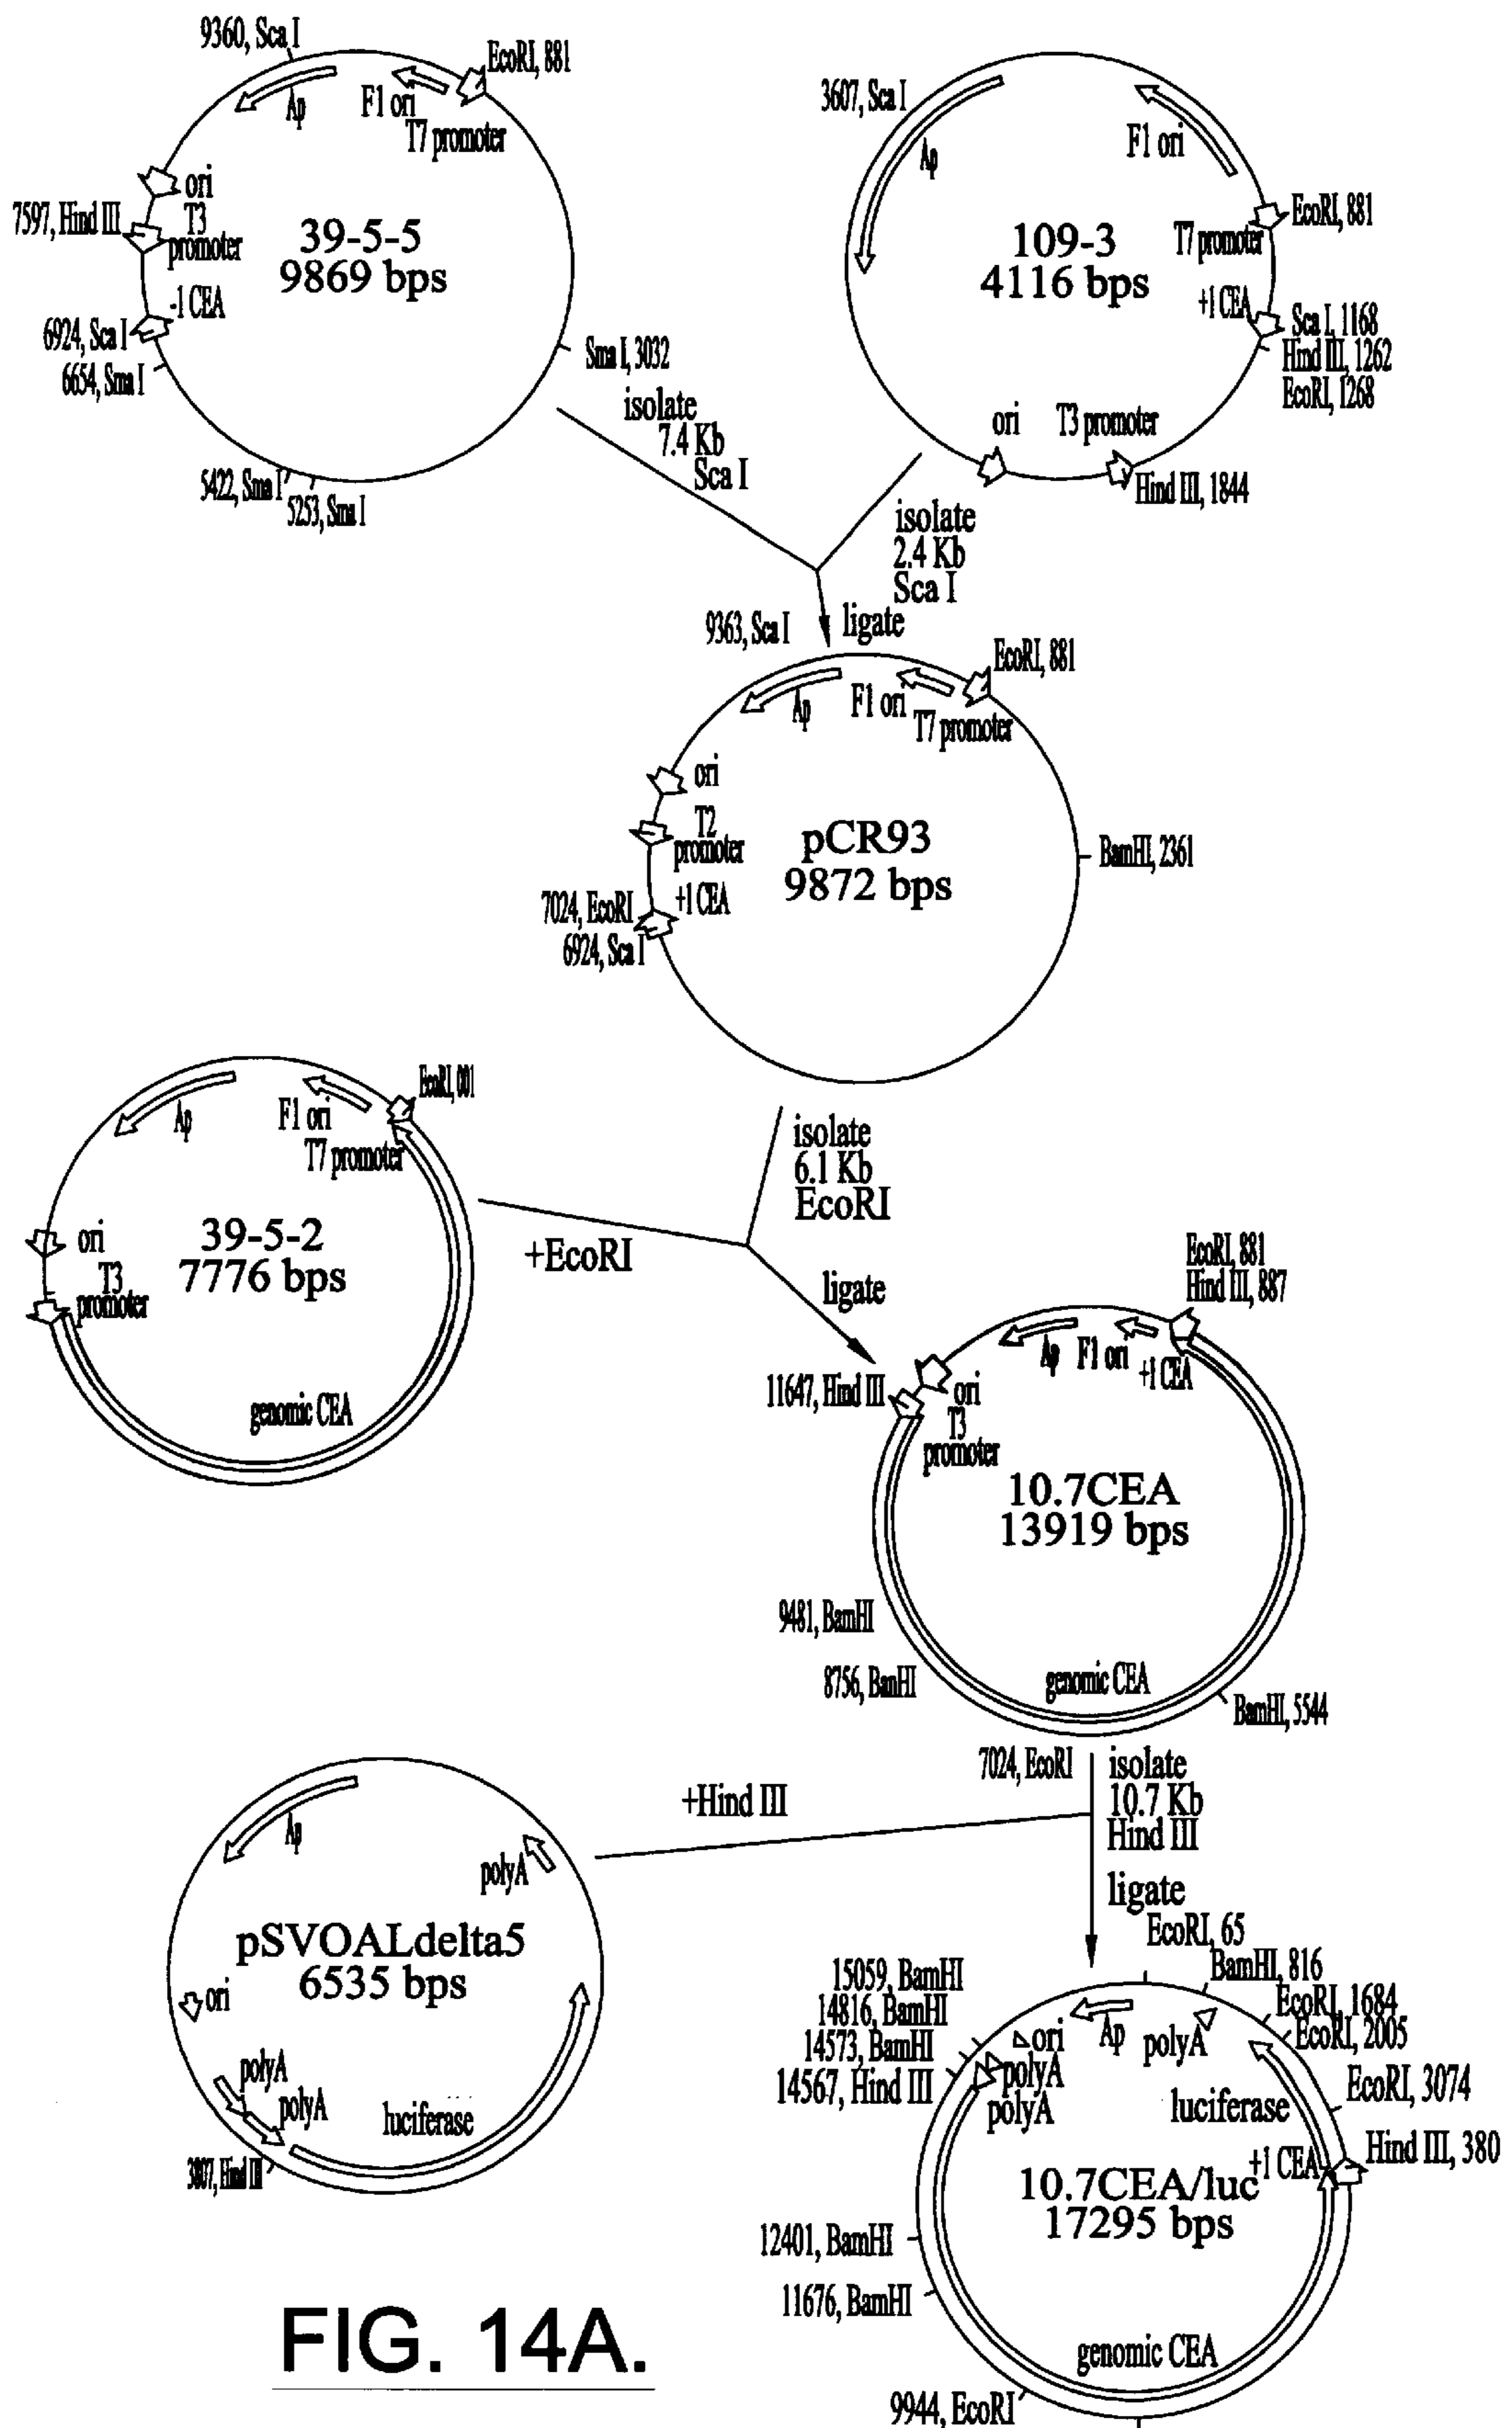 9360, Sca I
EcoRI, 881
Ap
F1 ori
T7 promoter
ori
7597, Hind III
T3
promoter
39-5-5
9869 bps
-1 CEA
6924, Sca I
6654, Sma I
Sma I, 3032
5422, Sma I
5253, Sma I
3607, Sca I
Ap
F1 ori
EcoRI, 881
T7 promoter
109-3
4116 bps
+1 CEA
Sca I, 1168
Hind III, 1262
EcoRI, 1268
ori
T3 promoter
Hind III, 1844
isolate
7.4 Kb
Sca I
isolate
2.4 Kb
Sca I
ligate
9363, Sca I
EcoRI, 881
Ap
F1 ori
T7 promoter
ori
T2
promoter
pCR93
9872 bps
BamHI, 2361
7024, EcoRI
+1 CEA
6924, Sca I
EcoRI, 001
Ap
F1 ori
T7 promoter
ori
39-5-2
7776 bps
T3
promoter
genomic CEA
isolate
6.1 Kb
EcoRI
+EcoRI
ligate
EcoRI, 881
Hind III, 887
Ap
F1 ori
+1 CEA
11647, Hind III
ori
T3
promoter
10.7CEA
13919 bps
9481, BamHI
8756, BamHI
genomic CEA
BamHI, 5544
7024, EcoRI
isolate
10.7 Kb
Hind III
+Hind III
ligate
Ap
polyA
pSVOALdelta5
6535 bps
ori
polyA
polyA
luciferase
Hind III
EcoRI, 65
BamHI, 816
EcoRI, 1684
EcoRI, 2005
EcoRI, 3074
Hind III, 380
15059, BamHI
14816, BamHI
14573, BamHI
14567, Hind III
ori
Ap
polyA
polyA
polyA
luciferase
+1 CEA
10.7CEA/luc
17295 bps
12401, BamHI
11676, BamHI
genomic CEA
9944, EcoRI
FIG. 14A.